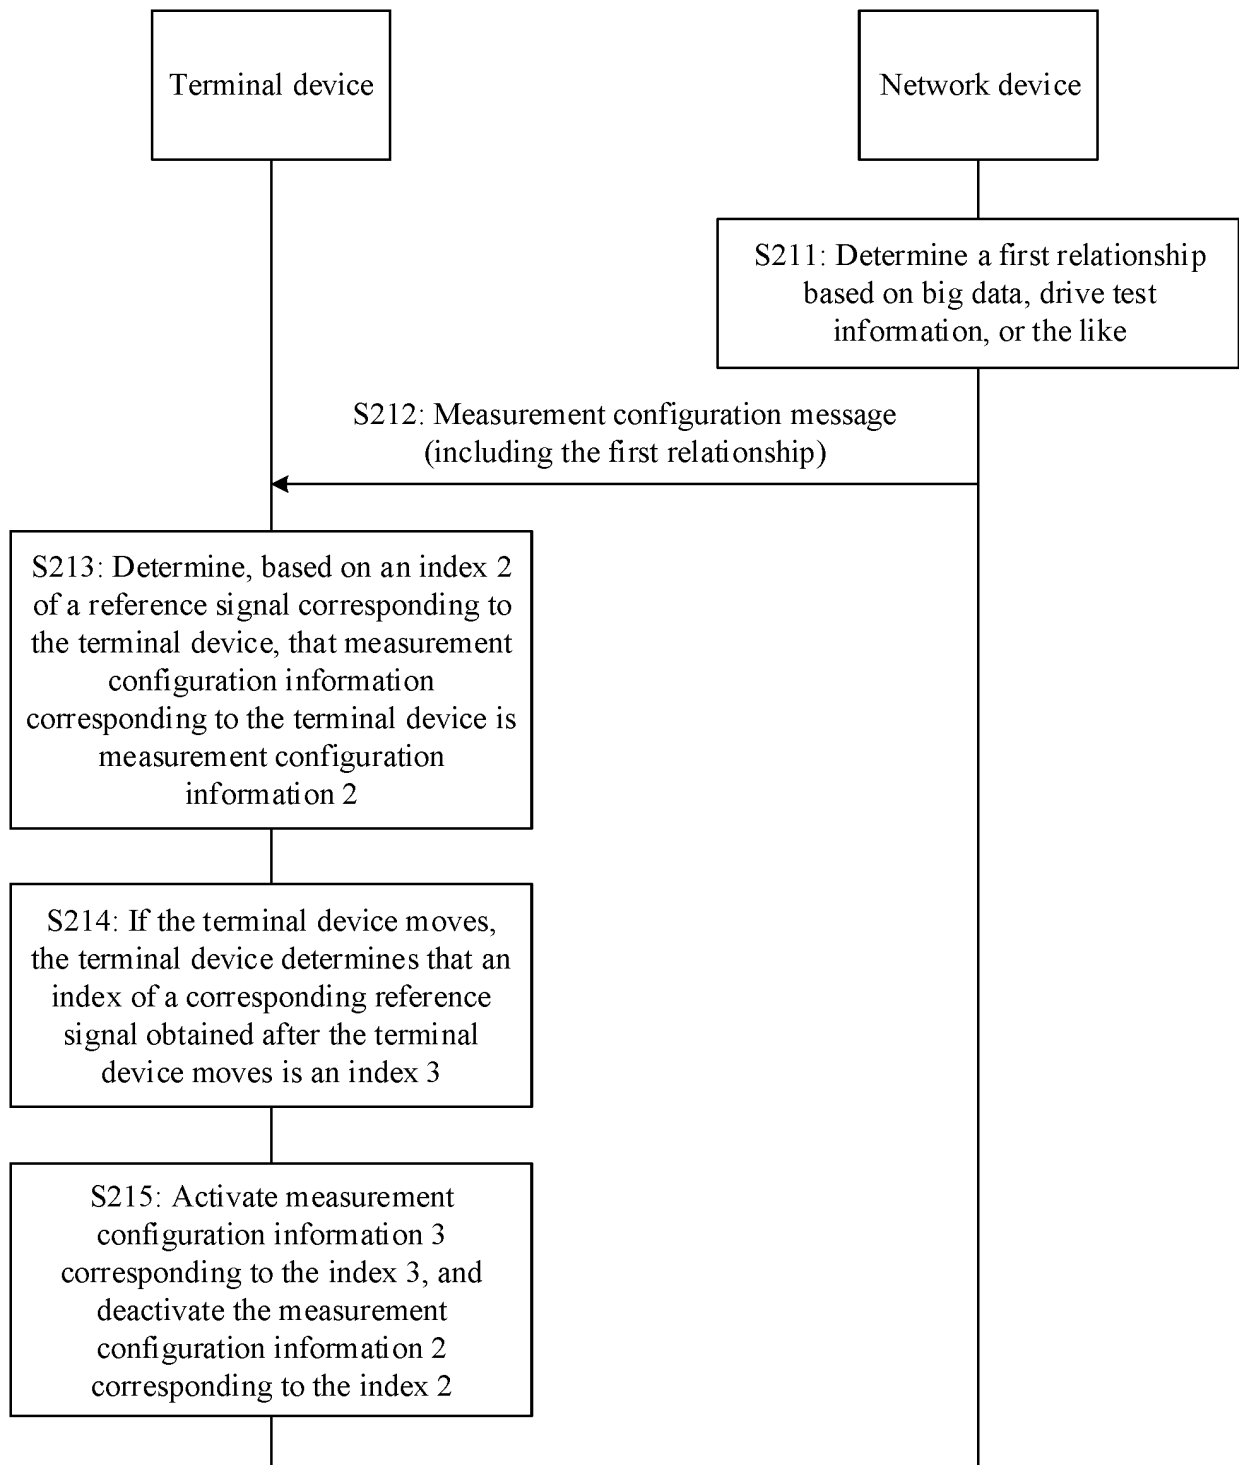 Terminal device
Network device
S211: Determine a first relationship
based on big data, drive test
information, or the like
S212: Measurement configuration message
(including the first relationship)
S213: Determine, based on an index 2
of a reference signal corresponding to
the terminal device, that measurement
configuration information
corresponding to the terminal device is
measurement configuration
information 2
S214: If the terminal device moves,
the terminal device determines that an
index of a corresponding reference
signal obtained after the terminal
device moves is an index 3
S215: Activate measurement
configuration information 3
corresponding to the index 3, and
deactivate the measurement
configuration information 2
corresponding to the index 2